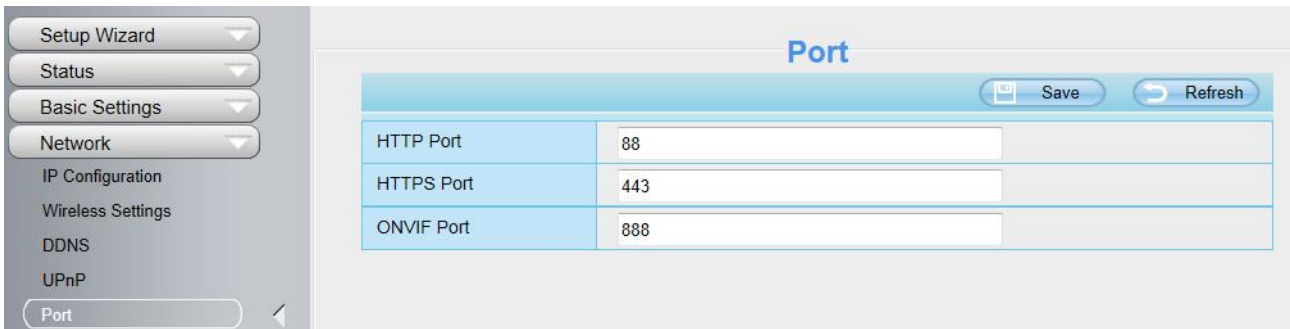 Setup Wizard
Status
Basic Settings
Network
IP Configuration
Wireless Settings
DDNS
UPnP
Port
Port
Save Refresh
HTTP Port 88
HTTPS Port 443
ONVIF Port 888